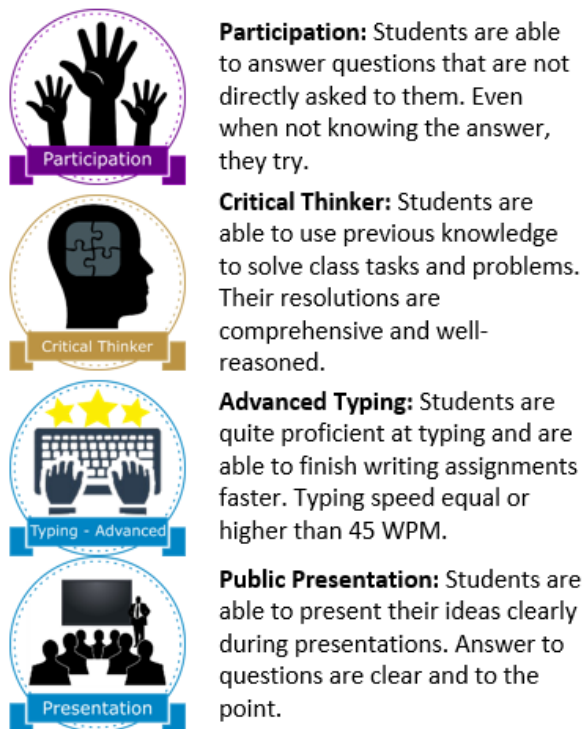 Participation
Participation: Students are able
to answer questions that are not
directly asked to them. Even
when not knowing the answer,
they try.
Critical Thinker
Critical Thinker: Students are
able to use previous knowledge
to solve class tasks and problems.
Their resolutions are
comprehensive and well-
reasoned.
Typing - Advanced
Advanced Typing: Students are
quite proficient at typing and are
able to finish writing assignments
faster. Typing speed equal or
higher than 45 WPM.
Presentation
Public Presentation: Students are
able to present their ideas clearly
during presentations. Answer to
questions are clear and to the
point.